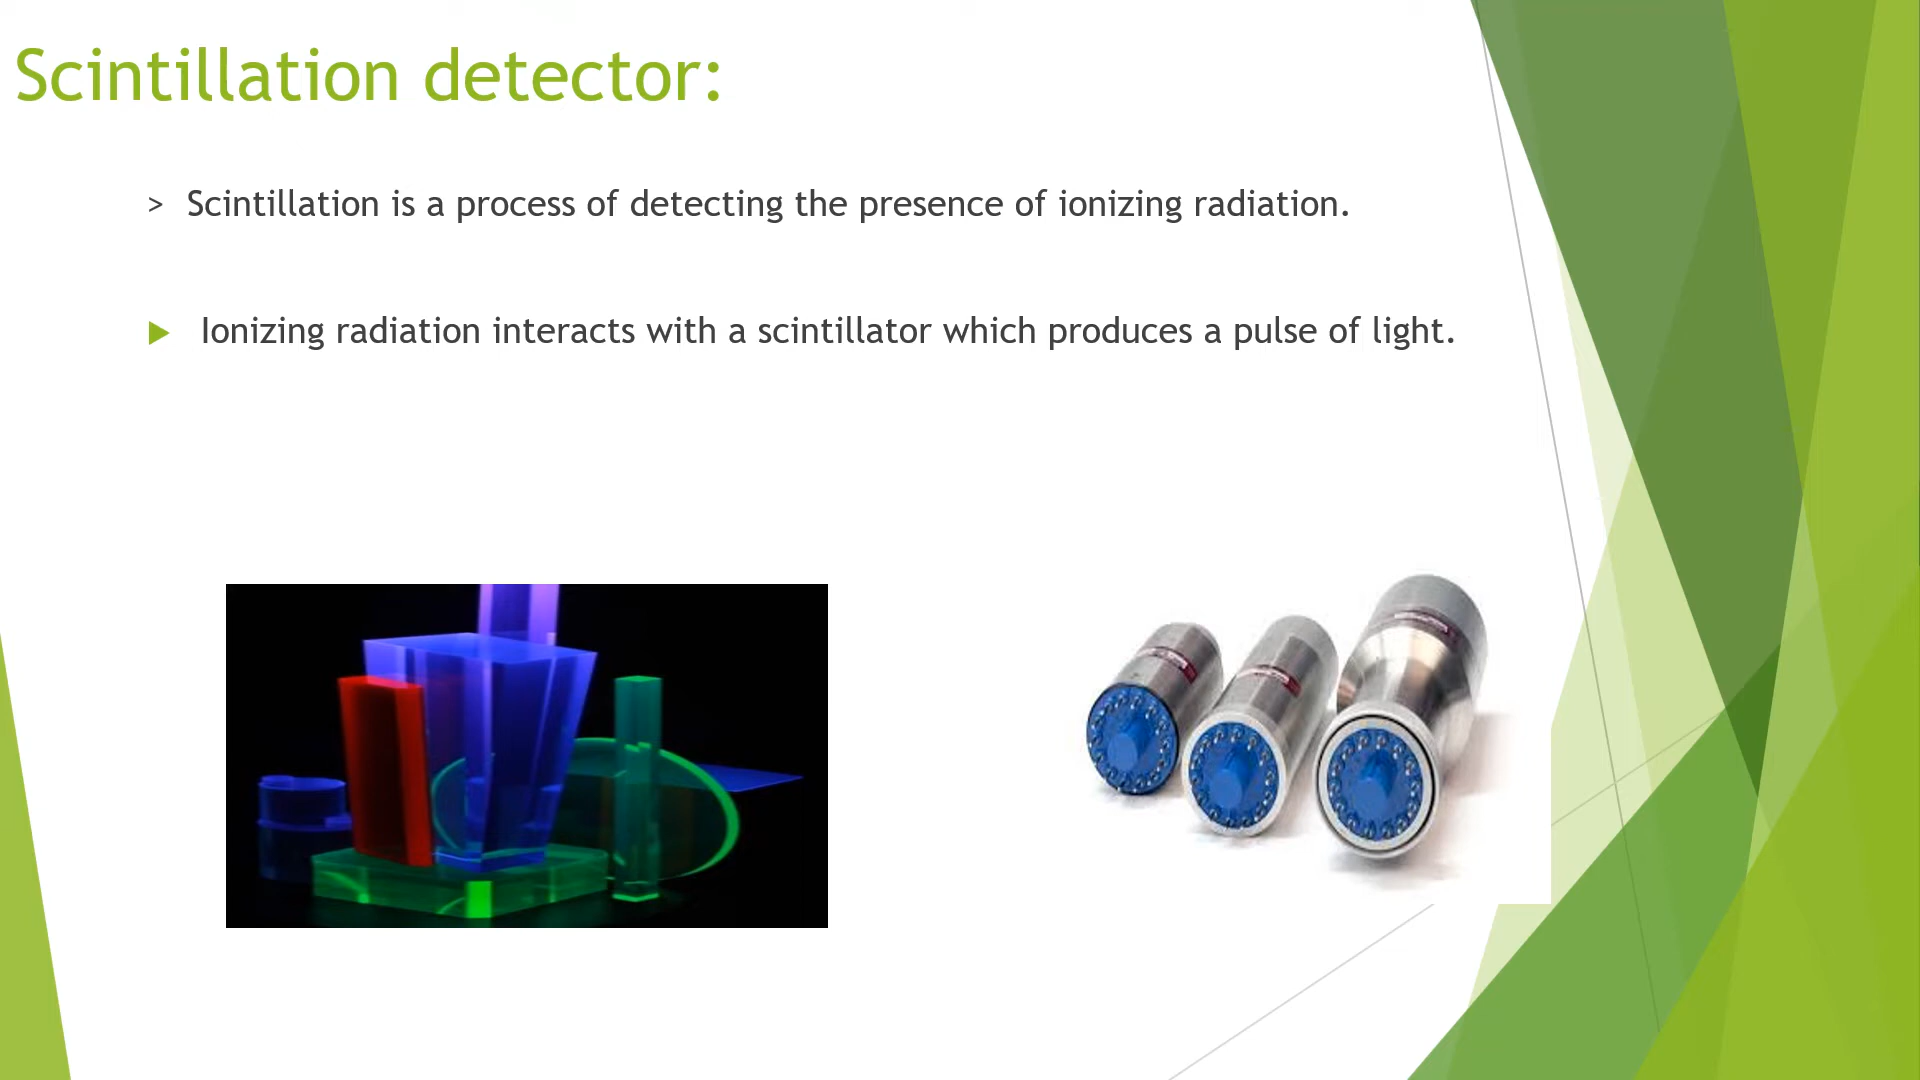 Scintillation detector:
> Scintillation is a process of detecting the presence of ionizing radiation.
Ionizing radiation interacts with a scintillator which produces a pulse of light.